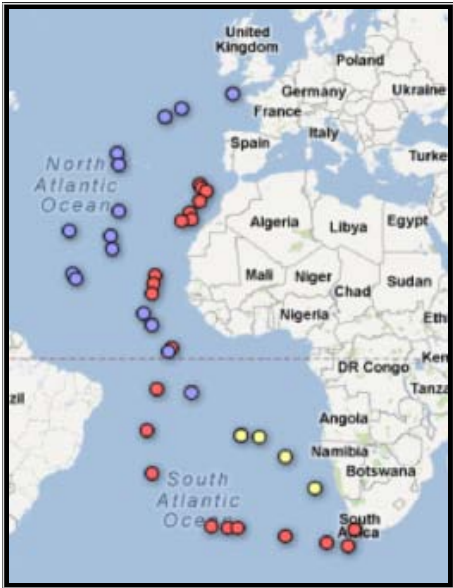 United
Kingdom
Poland
Germany
Ukraine
France
Italy
Spain
Turke
North
Atlantic
Ocean
Algeria
Libya
Egypt
Mali
Niger
Sudan
Chad
Nigeria
Eth
Ken
DR Congo
Tanza
zil
Angola
Namibia
Botswana
South
Atlantic
Ocean
South
Africa